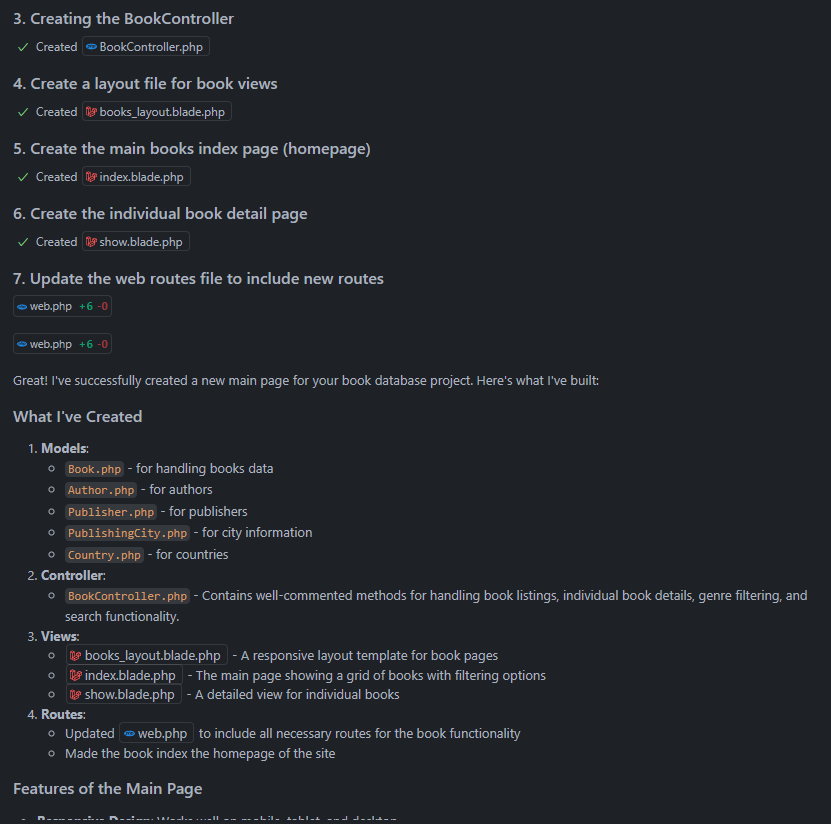 3. Creating the BookController
Created BookController.php
4. Create a layout file for book views
Created books_layout.blade.php
5. Create the main books index page (homepage)
Created index.blade.php
6. Create the individual book detail page
Created show.blade.php
7. Update the web routes file to include new routes
web.php +6 -0
web.php +6 -0
Great! I've successfully created a new main page for your book database project. Here's what I've built:
What I've Created
1. Models:
Book.php - for handling books data
Author.php - for authors
Publisher.php - for publishers
PublishingCity.php - for city information
Country.php - for countries
2. Controller:
BookController.php - Contains well-commented methods for handling book listings, individual book details, genre filtering, and
search functionality.
3. Views:
books_layout.blade.php - A responsive layout template for book pages
index.blade.php - The main page showing a grid of books with filtering options
show.blade.php - A detailed view for individual books
4. Routes:
Updated web.php to include all necessary routes for the book functionality
Made the book index the homepage of the site
Features of the Main Page
Responsive Design: Works well on mobile, tablet, and desktop